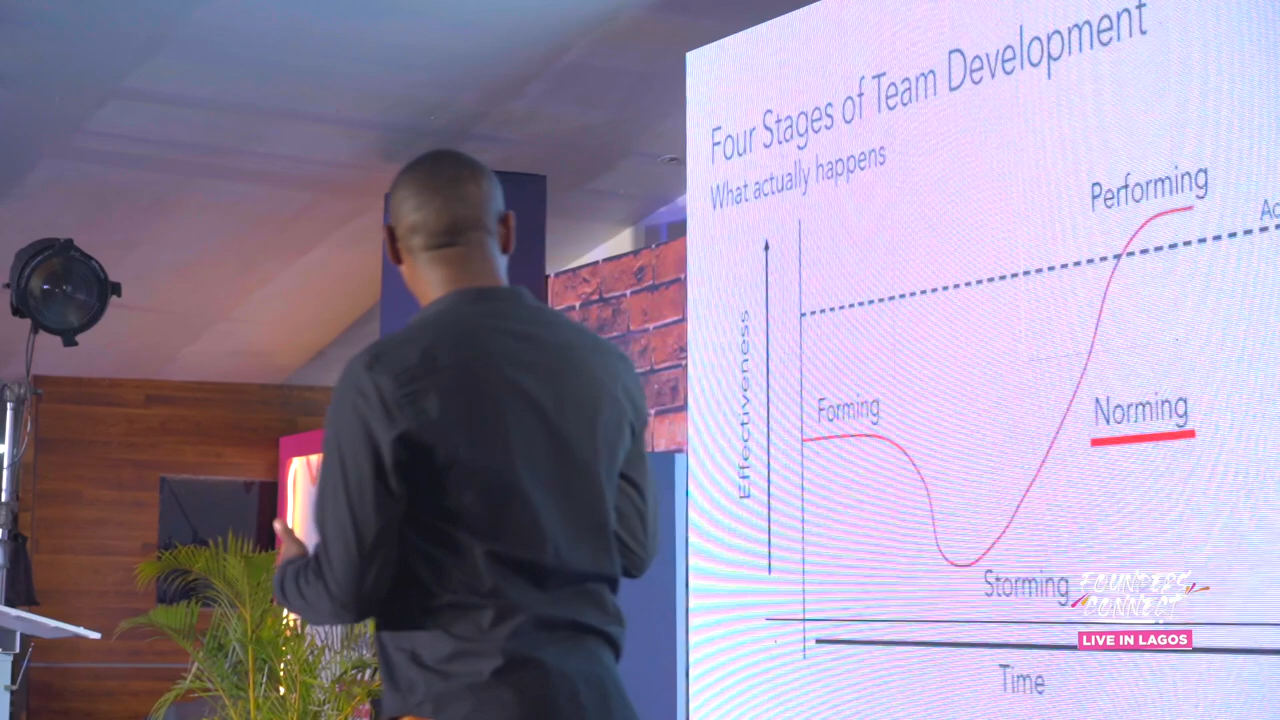 Four Stages of Team Development
What actually happens
Performing
Effectiveness
Forming
Norming
Storming
FOUNDERS
CONNECT
LIVE IN LAGOS
Time